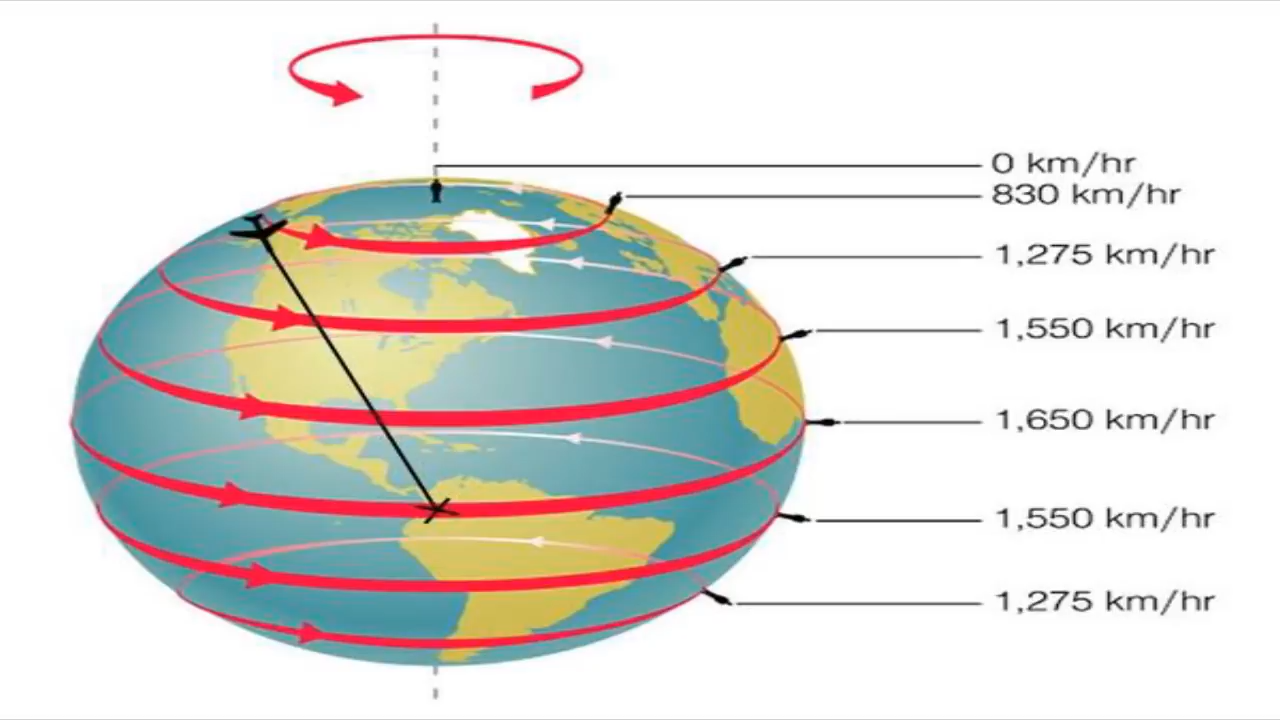 0 km/hr
830 km/hr
1,275 km/hr
1,550 km/hr
1,650 km/hr
1,550 km/hr
1,275 km/hr